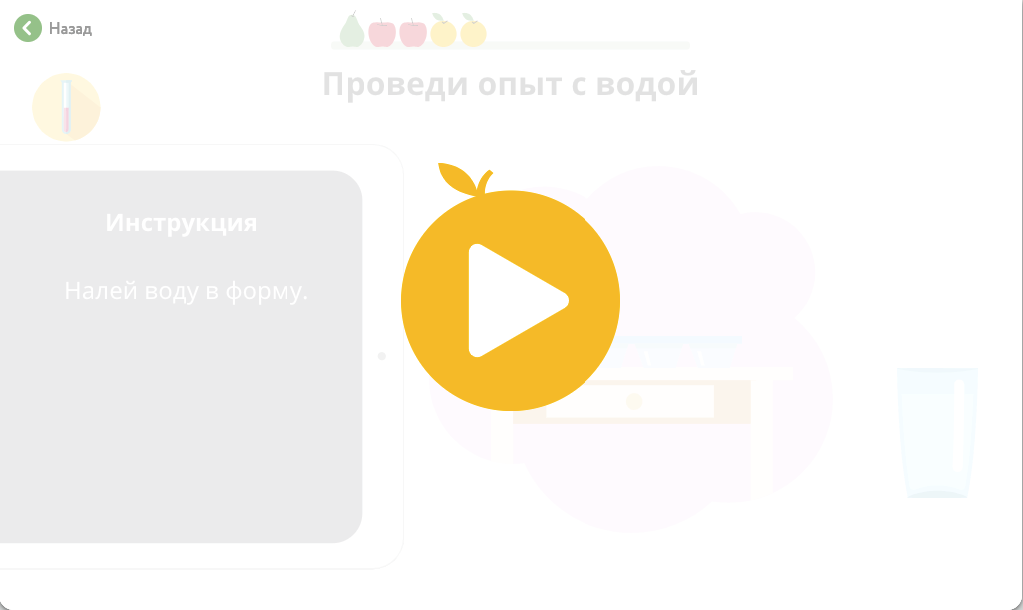 Назад
Проведи опыт с водой
Инструкция
Налей воду в форму.